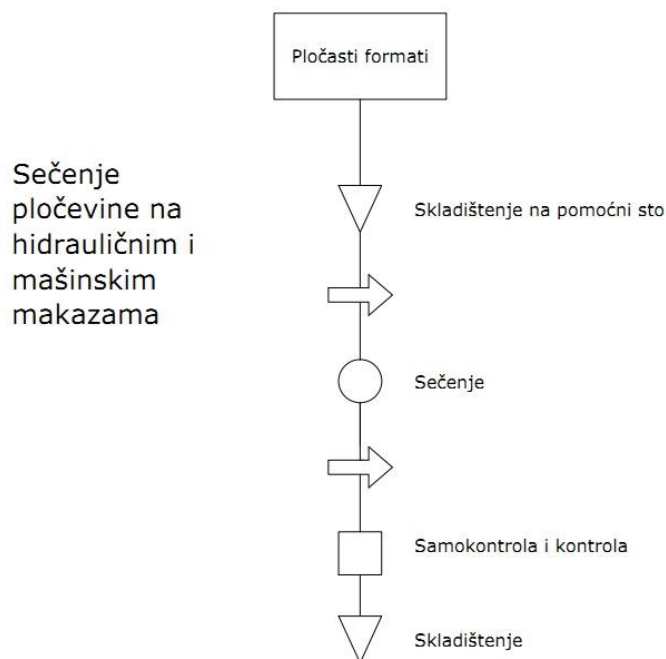 Pločasti formati
Sečenje
pločevine na
hidrauličnim i
mašinskim
makazama
Skladištenje na pomoćni sto
Sečenje
Samokontrola i kontrola
Skladištenje